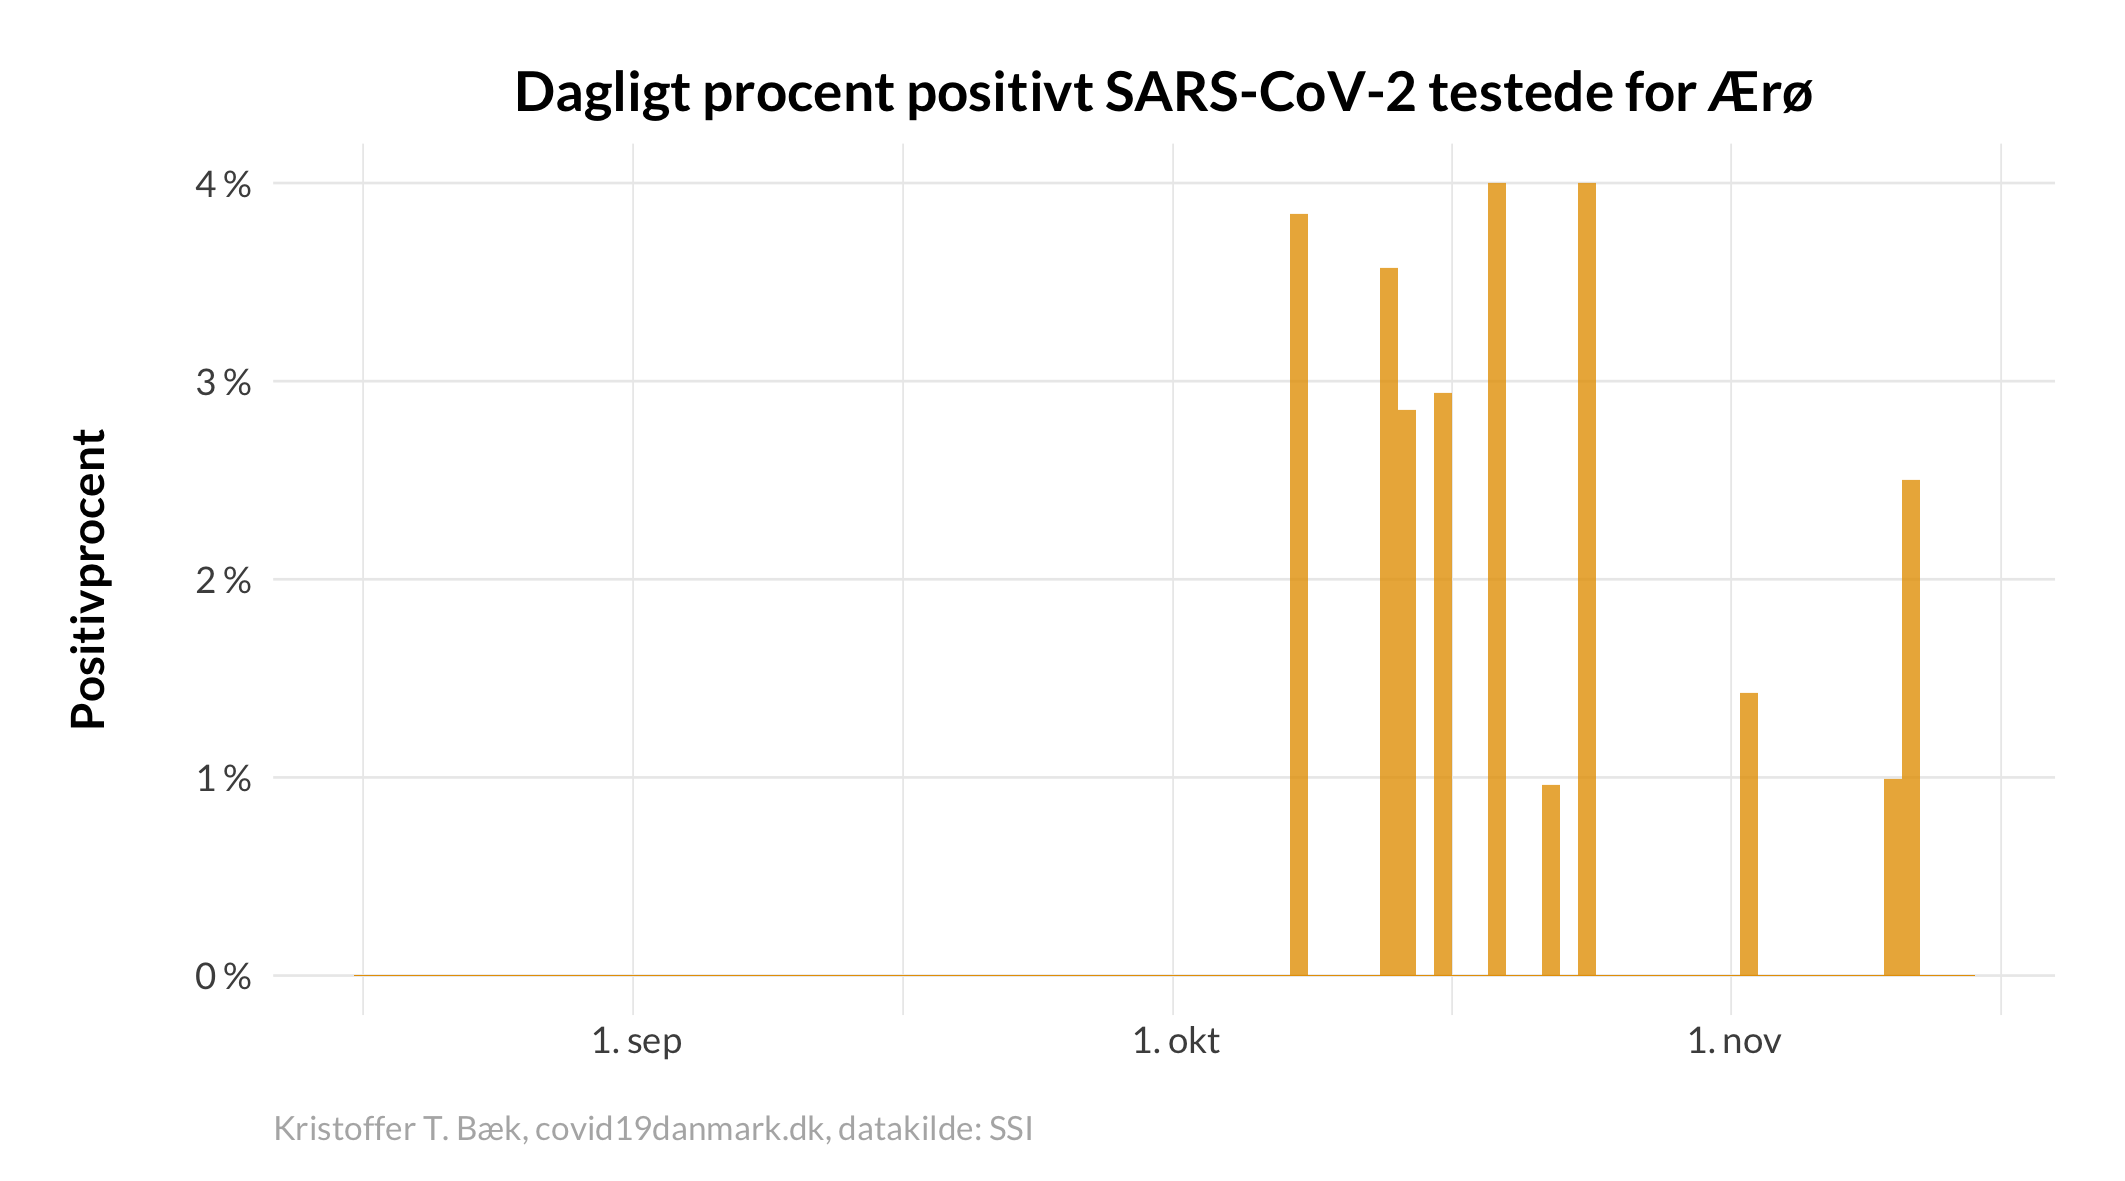 Dagligt procent positivt SARS-CoV-2 testede for Ærø
Positivprocent
4 %
3 %
2 %
1 %
0 %
1. sep
1. okt
1. nov
Kristoffer T. Bæk, covid19danmark.dk, datakilde: SSI